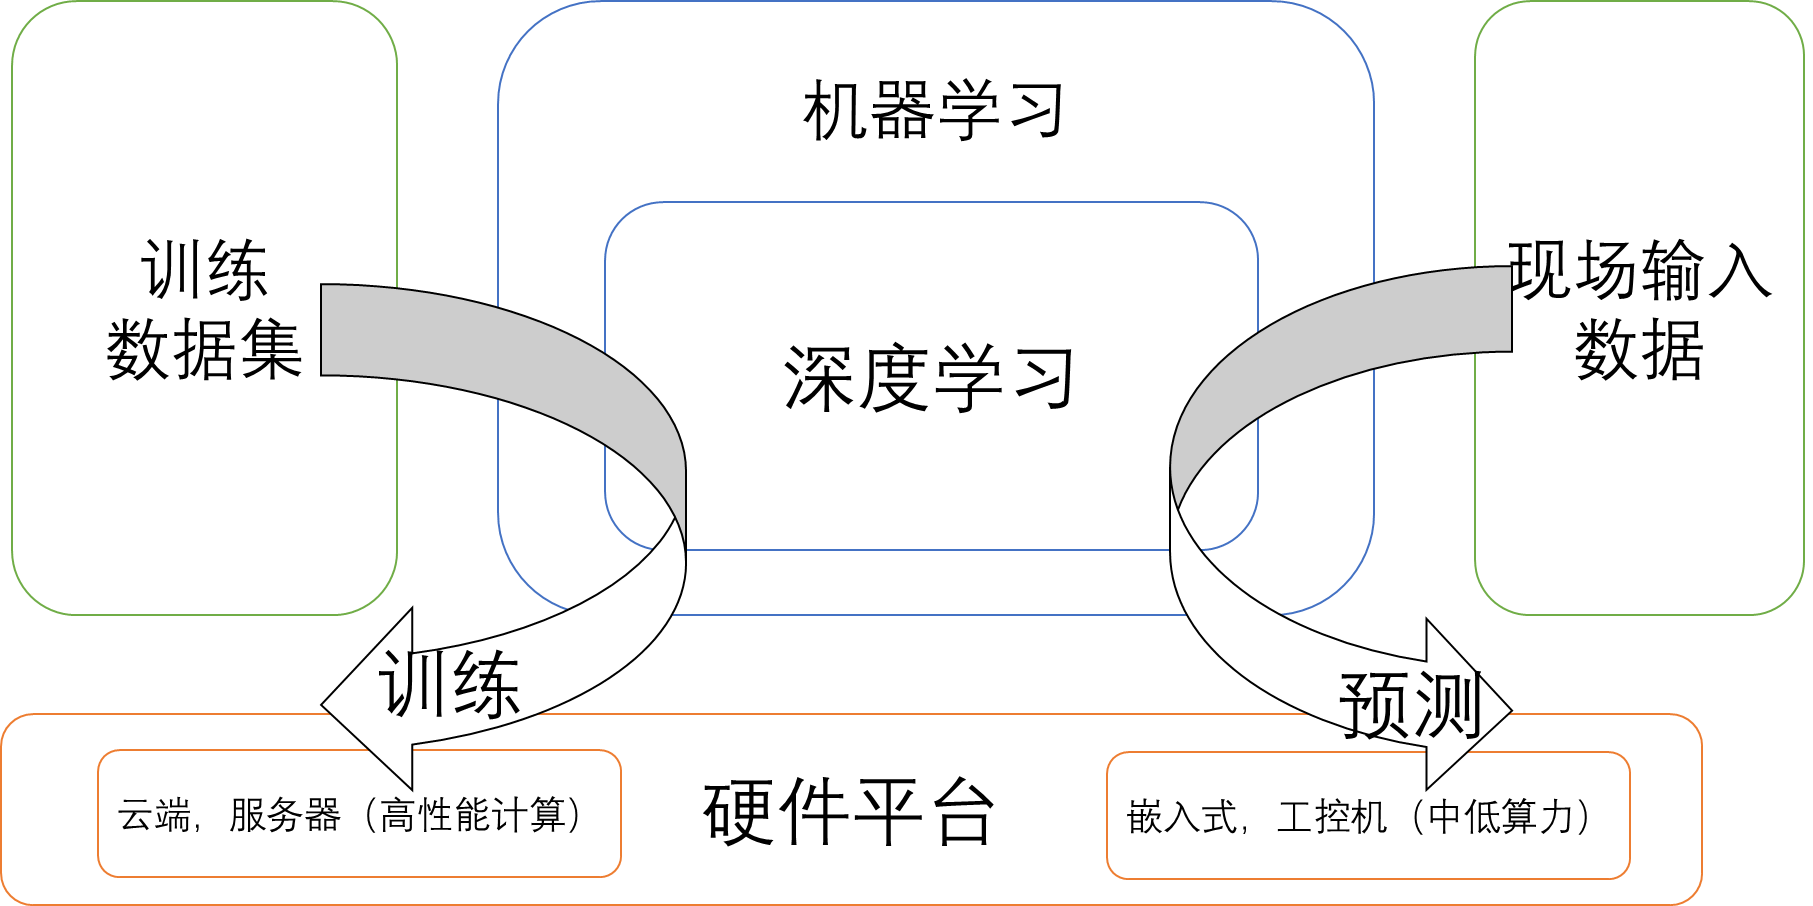 机器学习
训练
数据集
深度学习
现场输入
数据
训练
预测
硬件平台
云端，服务器（高性能计算）
嵌入式，工控机（中低算力）